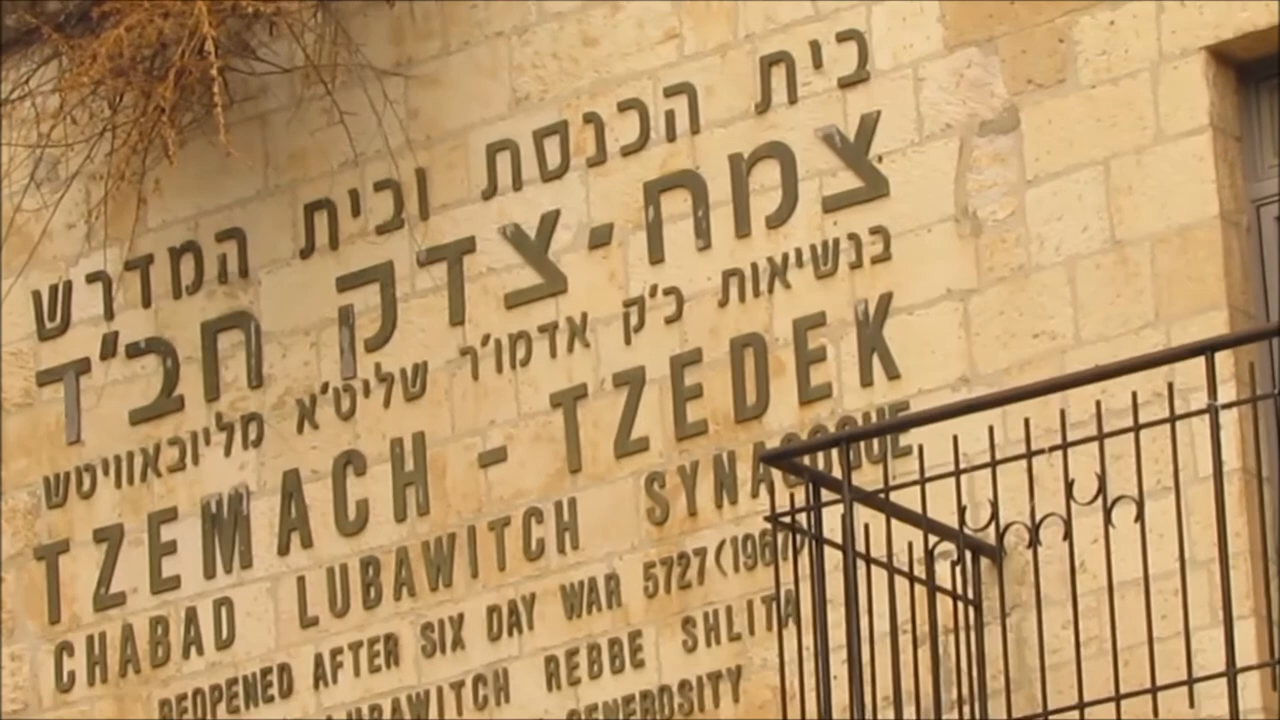 בית הכנסת ובית המדרש
צמח-צדק חב'ד
בנשיאות כ'ק אדמו'ר שליט'א מליובאוויטש
TZEMACH - TZEDEK
CHABAD LUBAWITCH SYNAGOGUE
REOPENED AFTER SIX DAY WAR 5727 (1967)
LUBAWITCH REBBE SHLITA
GENEROSITY